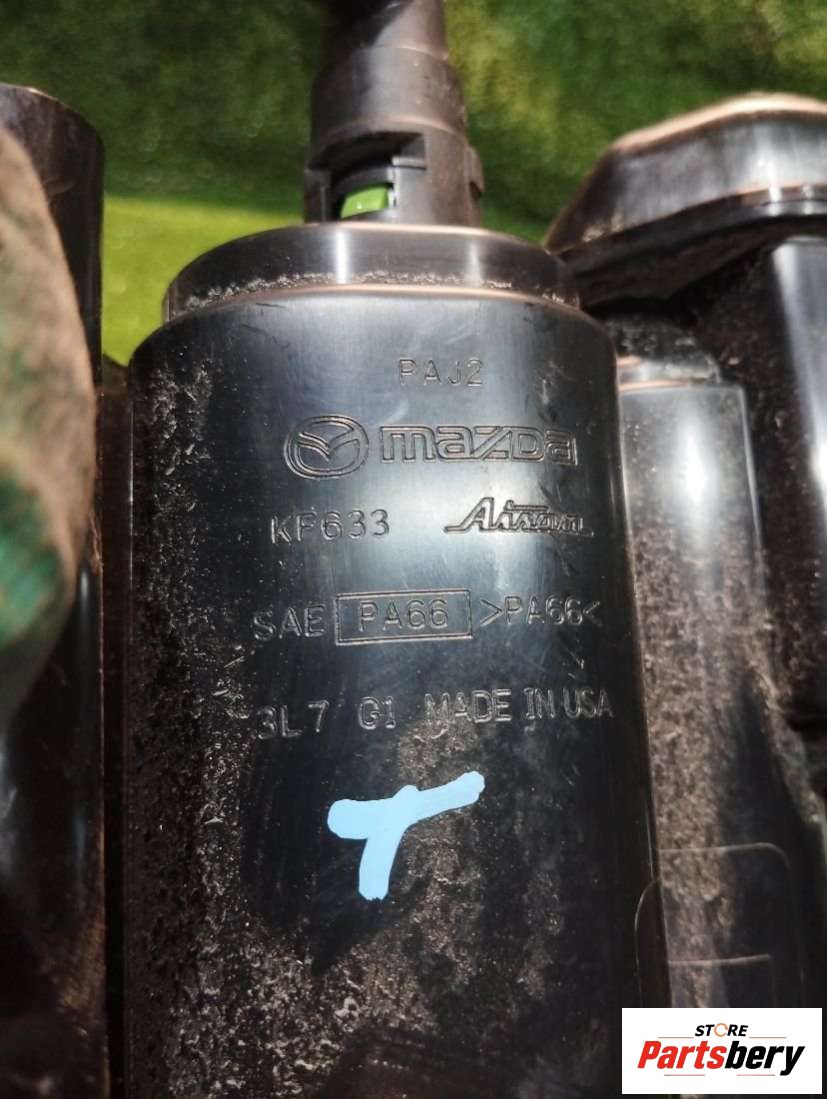 PAJ2
mazda
KF633 Aisan
SAE PA66 >PA66<
3L7 G1 MADE IN USA
STORE
Partsbery